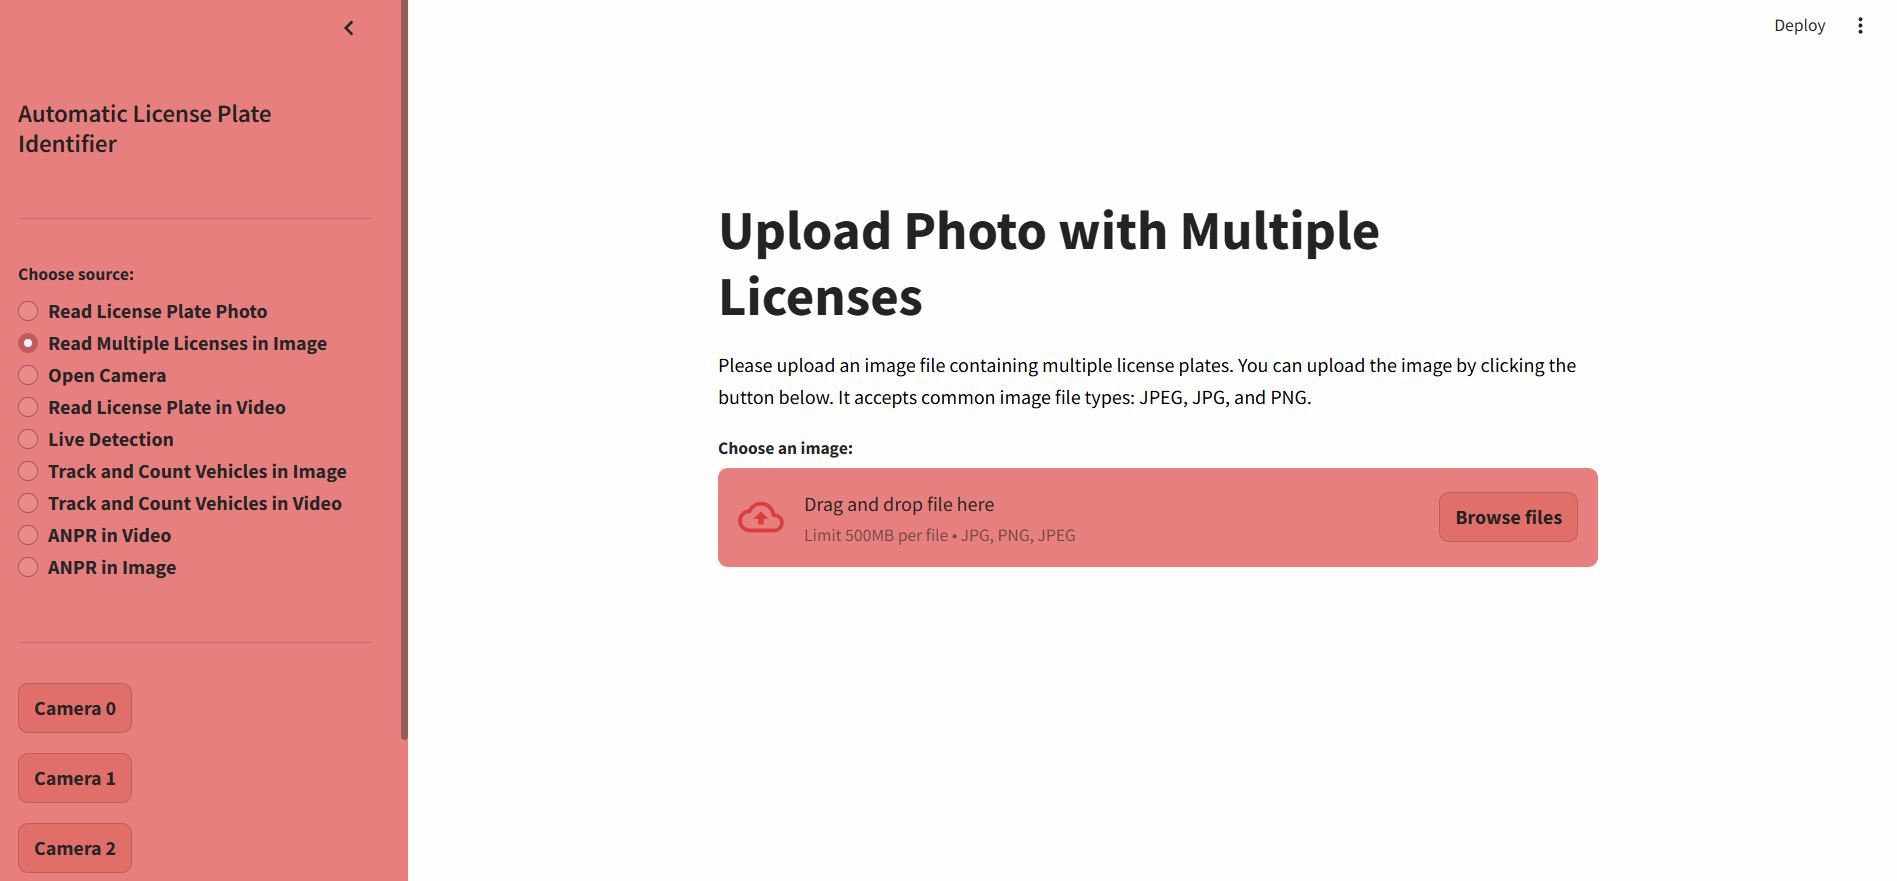 Deploy
Automatic License Plate
Identifier
Choose source:
Read License Plate Photo
Read Multiple Licenses in Image
Open Camera
Read License Plate in Video
Live Detection
Track and Count Vehicles in Image
Track and Count Vehicles in Video
ANPR in Video
ANPR in Image
Camera 0
Camera 1
Camera 2
Upload Photo with Multiple
Licenses
Please upload an image file containing multiple license plates. You can upload the image by clicking the
button below. It accepts common image file types: JPEG, JPG, and PNG.
Choose an image:
Drag and drop file here
Limit 500MB per file • JPG, PNG, JPEG
Browse files